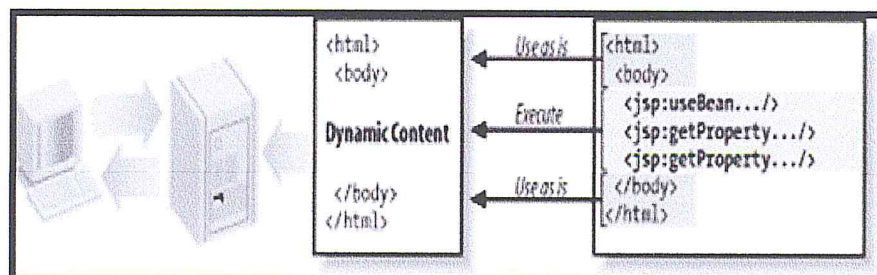 <html>
<body>
Dynamic Content
</body>
</html>
Use as is
Execute
Use as is
<html>
<body>
<jsp:useBean.../>
<jsp:getProperty.../>
<jsp:getProperty.../>
</body>
</html>